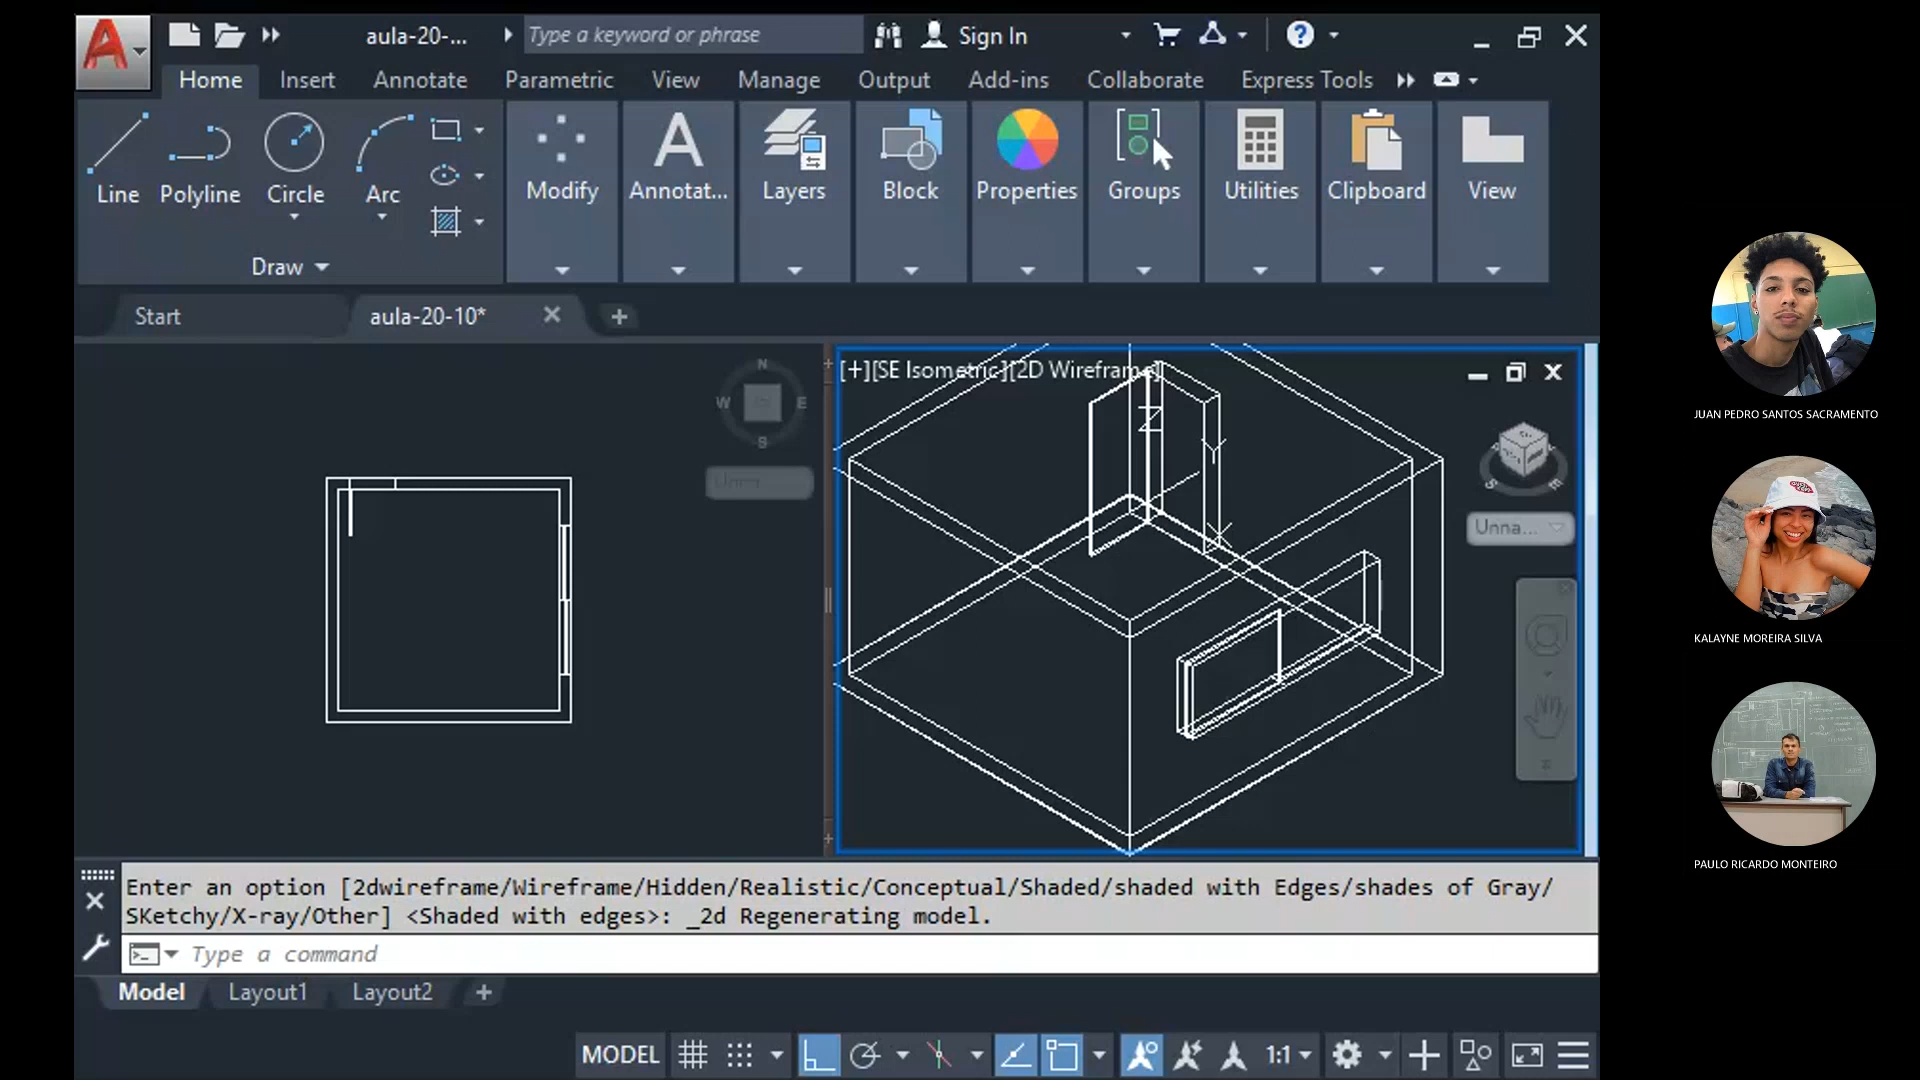 aula-20-...
Type a keyword or phrase
Sign In
Home Insert Annotate Parametric View Manage Output Add-ins Collaborate Express Tools
Line Polyline Circle Arc
Draw
Modify
Annotat...
Layers
Block
Properties
Groups
Utilities
Clipboard
View
Start
aula-20-10*
N
W E
S
[+][SE Isometric][2D Wireframe]
Z
Y
X
S E
Unna...
JUAN PEDRO SANTOS SACRAMENTO
KALAYNE MOREIRA SILVA
PAULO RICARDO MONTEIRO
Enter an option [2dwireframe/Wireframe/Hidden/Realistic/Conceptual/Shaded/shaded with Edges/shades of Gray/
SKetchy/X-ray/Other] <Shaded with edges>: _2d Regenerating model.
Type a command
Model Layout1 Layout2
MODEL
1:1